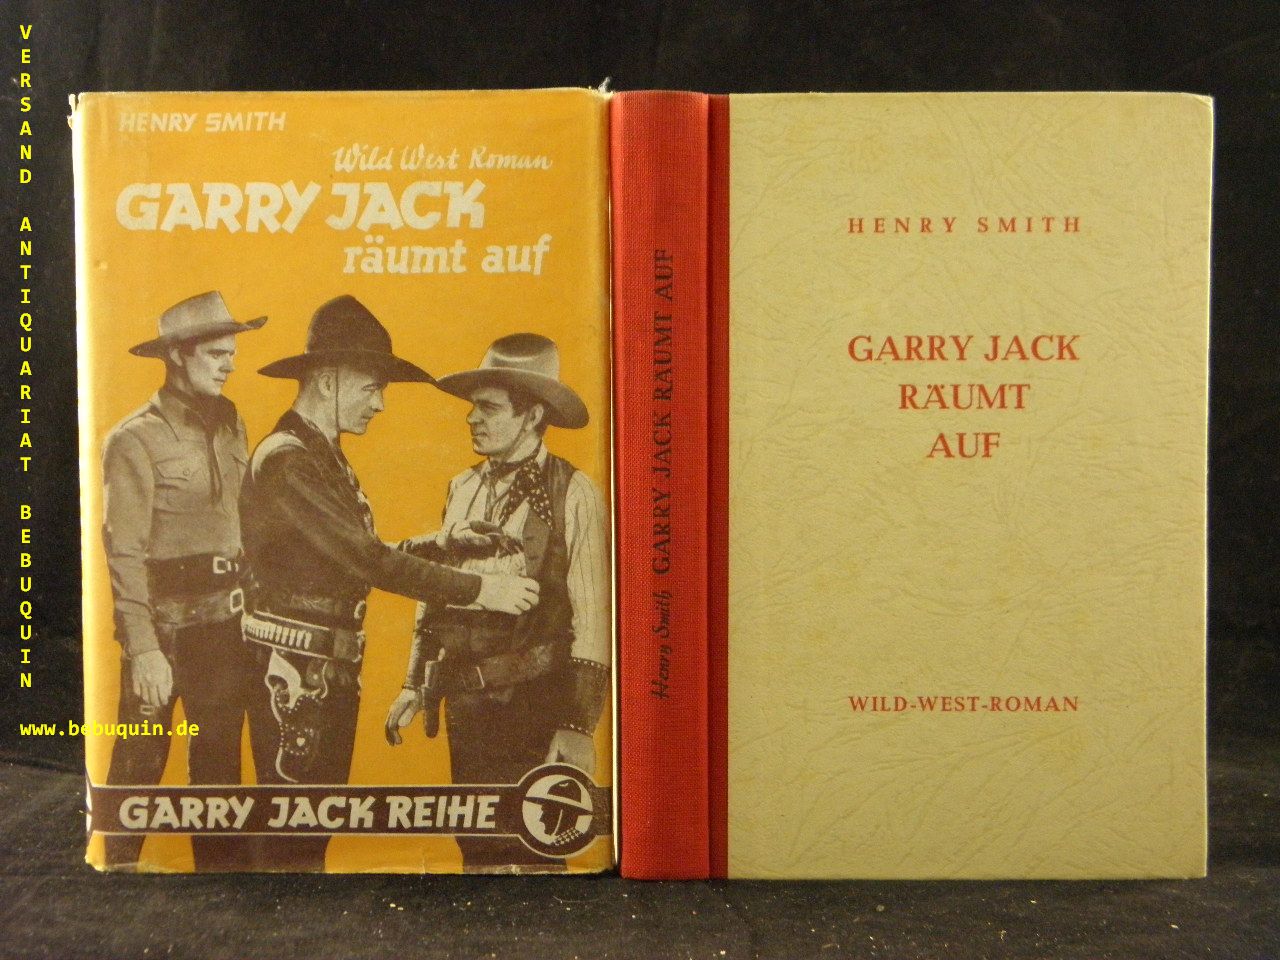 VERSAND ANTIQUARIAT BEBUQUIN
www.bebuquin.de
HENRY SMITH
Wild West Roman
GARRY JACK
räumt auf
GARRY JACK REIHE
Henry Smith GARRY JACK RÄUMT AUF
HENRY SMITH
GARRY JACK
RÄUMT
AUF
WILD-WEST-ROMAN